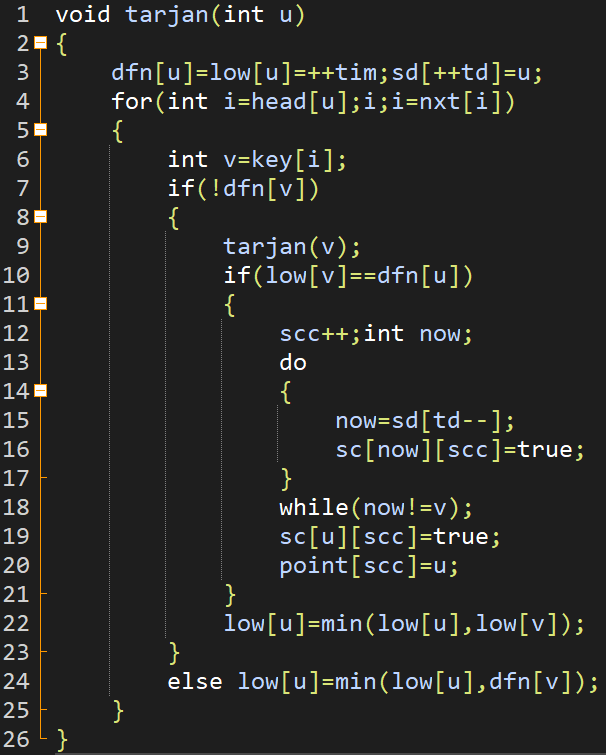 1 void tarjan(int u)
2 {
3     dfn[u]=low[u]=++tim;sd[++td]=u;
4     for(int i=head[u];i;i=nxt[i])
5     {
6         int v=key[i];
7         if(!dfn[v])
8         {
9             tarjan(v);
10             if(low[v]==dfn[u])
11             {
12                 scc++;int now;
13                 do
14                 {
15                     now=sd[td--];
16                     sc[now][scc]=true;
17                 }
18                 while(now!=v);
19                 sc[u][scc]=true;
20                 point[scc]=u;
21             }
22             low[u]=min(low[u],low[v]);
23         }
24         else low[u]=min(low[u],dfn[v]);
25     }
26 }